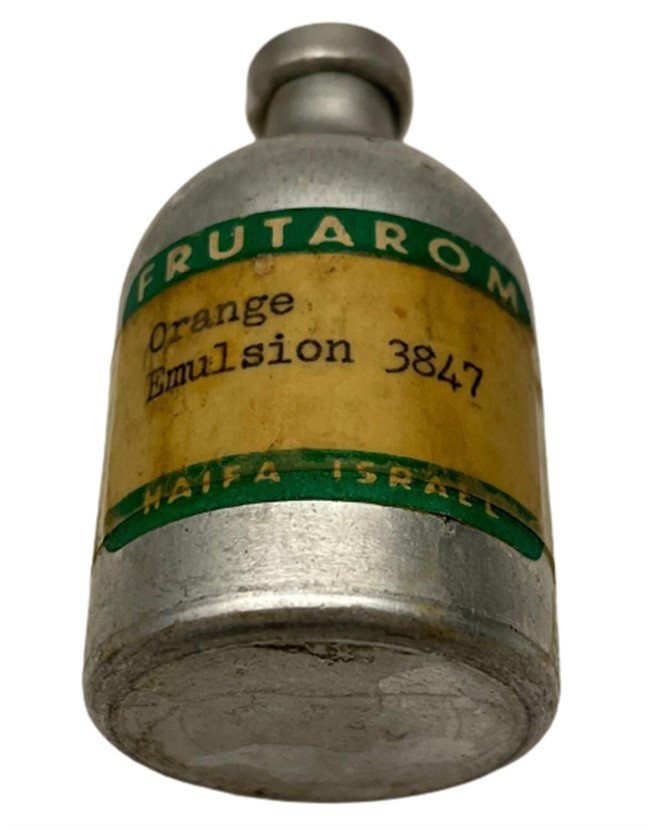 FRUTAROM
Orange
Emulsion 3847
HAIFA ISRAEL